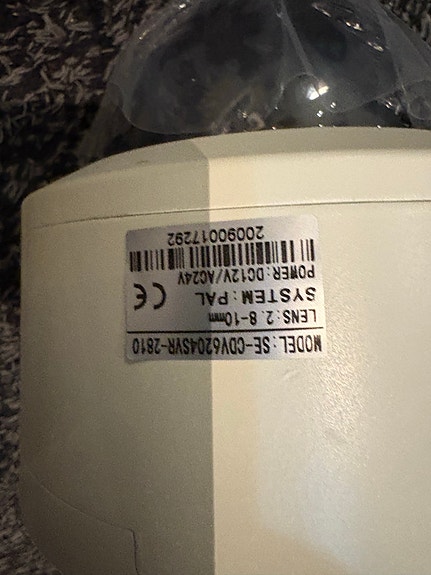 MODEL:SE-CDV6204SVR-2810
LENS:2.8-10mm
SYSTEM:PAL
CE
POWER:DC12V/AC24V
20090017292